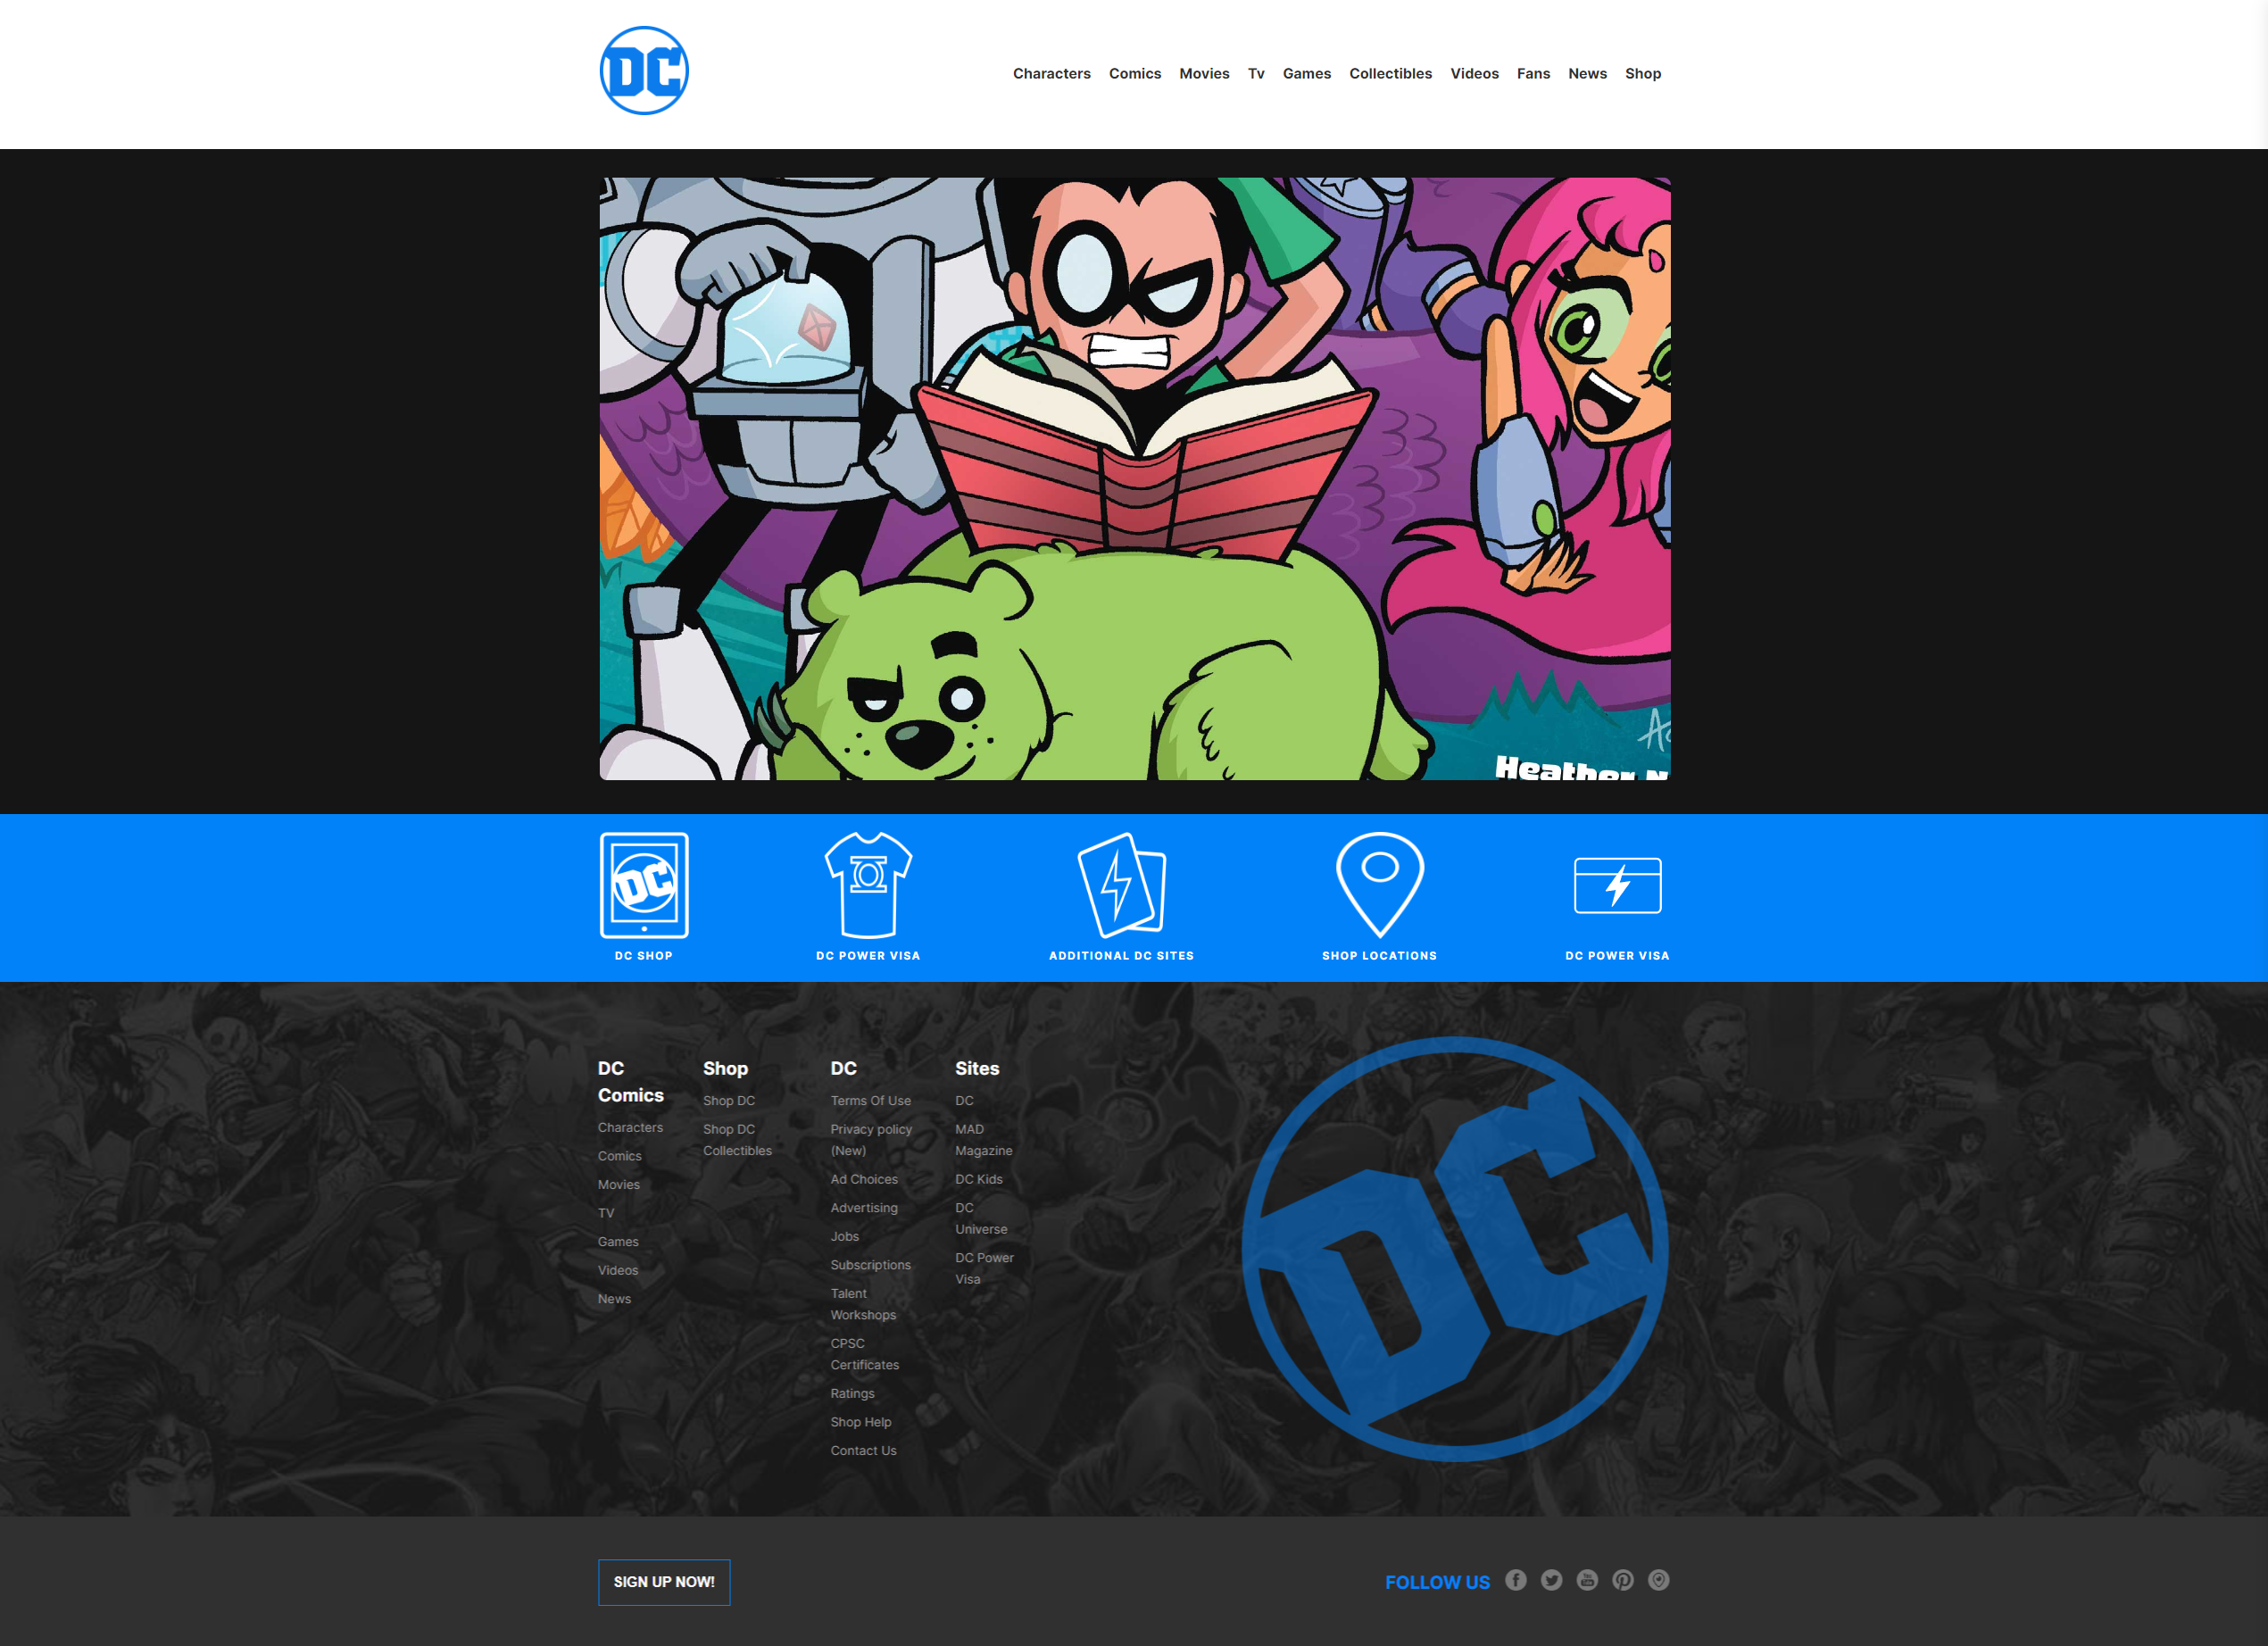 DC
Characters Comics Movies Tv Games Collectibles Videos Fans News Shop
Heather N
DC
DC SHOP
DC POWER VISA
ADDITIONAL DC SITES
SHOP LOCATIONS
DC POWER VISA
DC
Comics
Characters
Comics
Movies
TV
Games
Videos
News
Shop
Shop DC
Shop DC
Collectibles
DC
Terms Of Use
Privacy policy
(New)
Ad Choices
Advertising
Jobs
Subscriptions
Talent
Workshops
CPSC
Certificates
Ratings
Shop Help
Contact Us
Sites
DC
MAD
Magazine
DC Kids
DC
Universe
DC Power
Visa
DC
SIGN UP NOW!
FOLLOW US
You
Tube